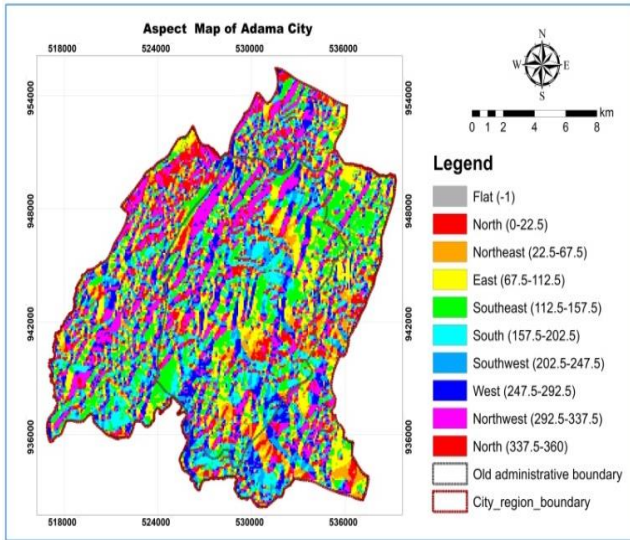 Aspect Map of Adama City
518000 524000 530000 536000
954000
948000
942000
936000
954000
948000
942000
936000
518000 524000 530000 536000
N
W E
S
km
0 1 2 4 6 8
Legend
Flat (-1)
North (0-22.5)
Northeast (22.5-67.5)
East (67.5-112.5)
Southeast (112.5-157.5)
South (157.5-202.5)
Southwest (202.5-247.5)
West (247.5-292.5)
Northwest (292.5-337.5)
North (337.5-360)
Old administrative boundary
City_region_boundary